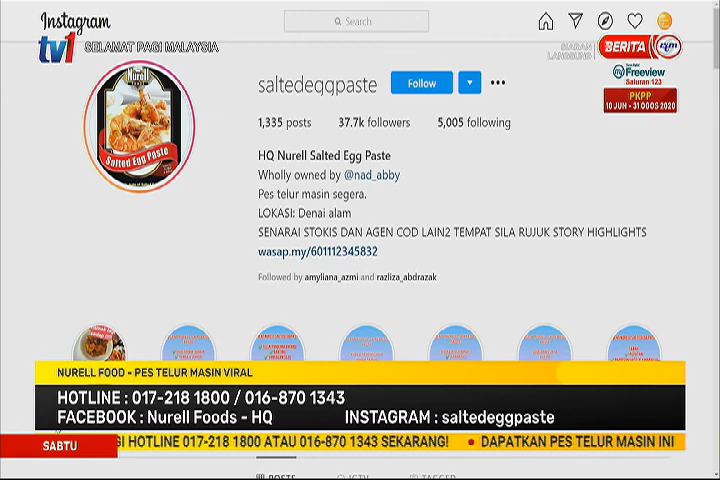 Instagram
Search
tv1
SELAMAT PAGI MALAYSIA
SIARAN
LANGSUNG
BERITA
rtm
Freeview
Saluran 123
PKPP
10 JUN - 31 OGOS 2020
Nurell
Salted Egg Paste
saltedeggpaste
Follow
1,335 posts 37.7k followers 5,005 following
HQ Nurell Salted Egg Paste
Wholly owned by @nad_abby
Pes telur masin segera.
LOKASI: Denai alam
SENARAI STOKIS DAN AGEN COD LAIN2 TEMPAT SILA RUJUK STORY HIGHLIGHTS
wasap.my/601112345832
Followed by amyliana_azmi and razliza_abdrazak
NURELL FOOD - PES TELUR MASIN VIRAL
HOTLINE : 017-218 1800 / 016-870 1343
FACEBOOK : Nurell Foods - HQ INSTAGRAM : saltedeggpaste
SABTU
GI HOTLINE 017-218 1800 ATAU 016-870 1343 SEKARANG! • DAPATKAN PES TELUR MASIN INI
POSTS IGTV TAGGED